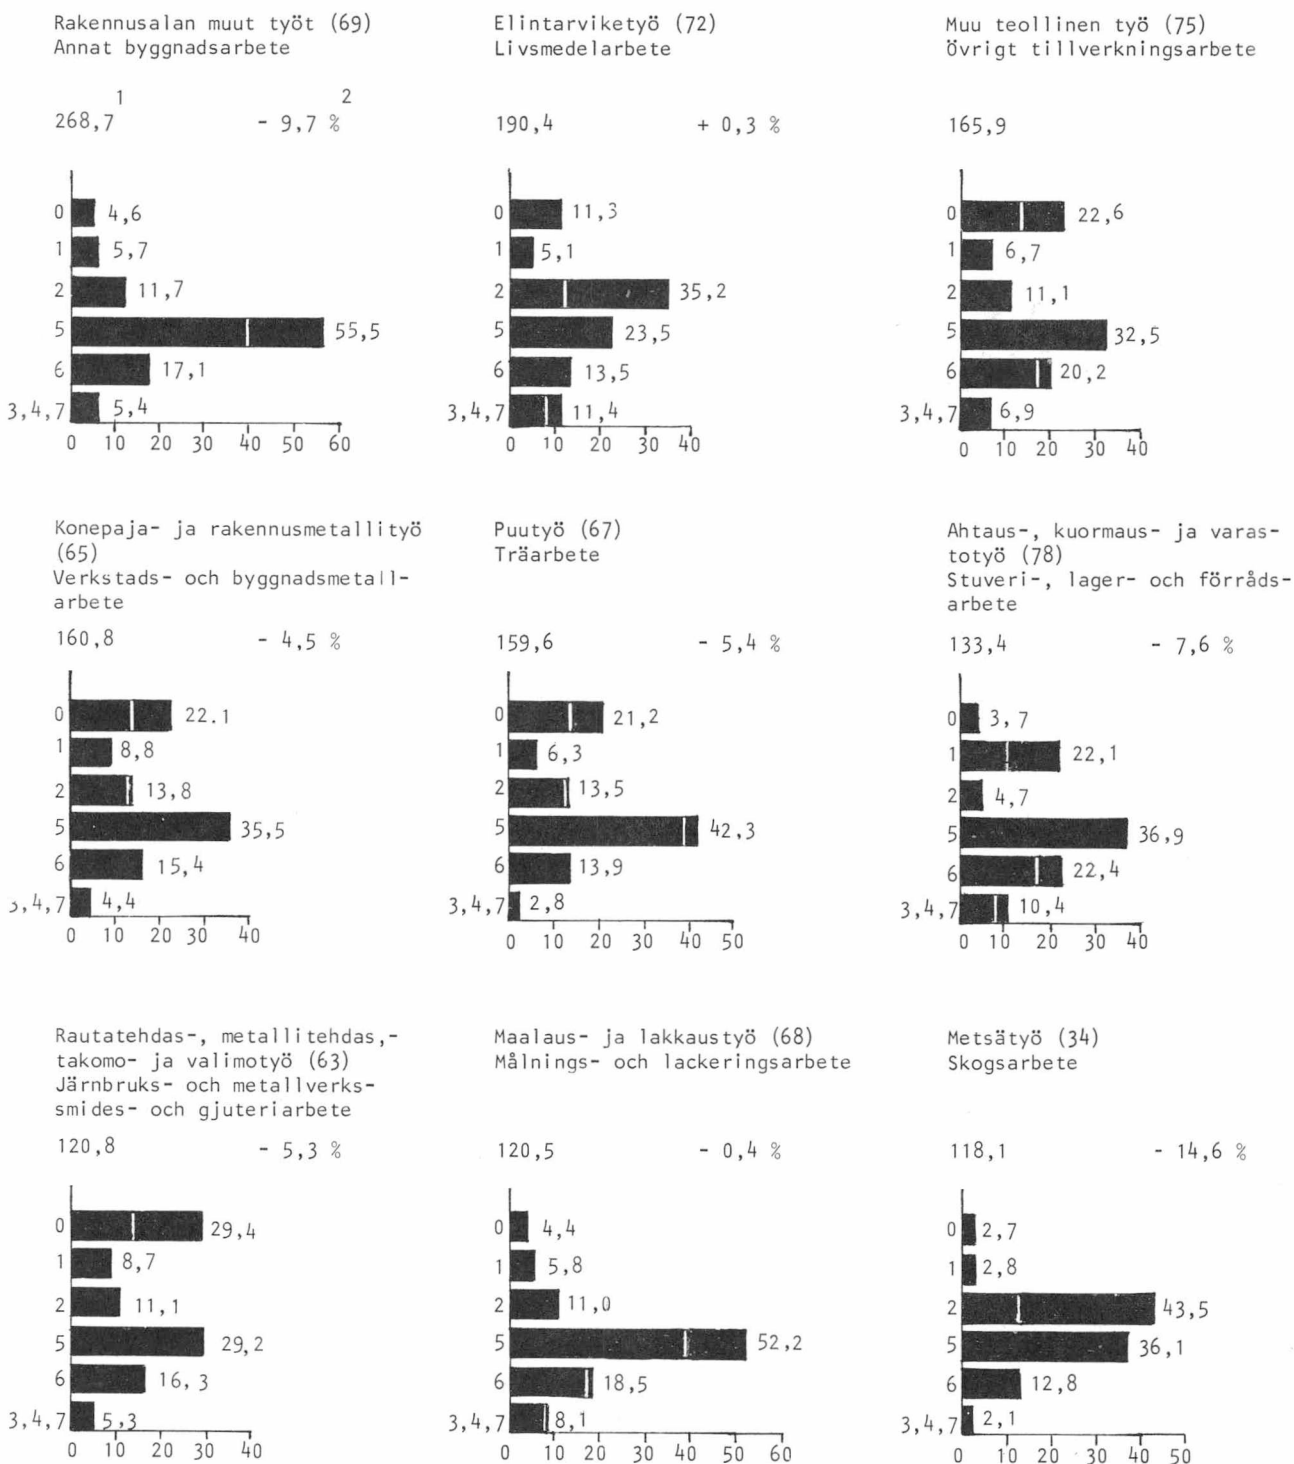 Rakennusalan muut työt (69)
Annat byggnadsarbete
1 2
268,7 - 9,7 %
0 4,6
1 5,7
2 11,7
5 55,5
6 17,1
3,4,7 5,4
0 10 20 30 40 50 60
Elintarviketyö (72)
Livsmedelarbete
190,4 + 0,3 %
0 11,3
1 5,1
2 35,2
5 23,5
6 13,5
3,4,7 11,4
0 10 20 30 40
Muu teollinen työ (75)
Övrigt tillverkningsarbete
165,9
0 22,6
1 6,7
2 11,1
5 32,5
6 20,2
3,4,7 6,9
0 10 20 30 40
Konepaja- ja rakennusmetallityö
(65)
Verkstads- och byggnadsmetall-
arbete
160,8 - 4,5 %
0 22.1
1 8,8
2 13,8
5 35,5
6 15,4
3,4,7 4,4
0 10 20 30 40
Puutyö (67)
Träarbete
159,6 - 5,4 %
0 21,2
1 6,3
2 13,5
5 42,3
6 13,9
3,4,7 2,8
0 10 20 30 40 50
Ahtaus-, kuormaus- ja varas-
totyö (78)
Stuveri-, lager- och förråds-
arbete
133,4 - 7,6 %
0 3,7
1 22,1
2 4,7
5 36,9
6 22,4
3,4,7 10,4
0 10 20 30 40
Rautatehdas-, metallitehdas,-
takomo- ja valimotyö (63)
Järnbruks- och metallverks-
smides- och gjuteriarbete
120,8 - 5,3 %
0 29,4
1 8,7
2 11,1
5 29,2
6 16,3
3,4,7 5,3
0 10 20 30 40
Maalaus- ja lakkaustyö (68)
Målnings- och lackeringsarbete
120,5 - 0,4 %
0 4,4
1 5,8
2 11,0
5 52,2
6 18,5
3,4,7 8,1
0 10 20 30 40 50 60
Metsätyö (34)
Skogsarbete
118,1 - 14,6 %
0 2,7
1 2,8
2 43,5
5 36,1
6 12,8
3,4,7 2,1
0 10 20 30 40 50